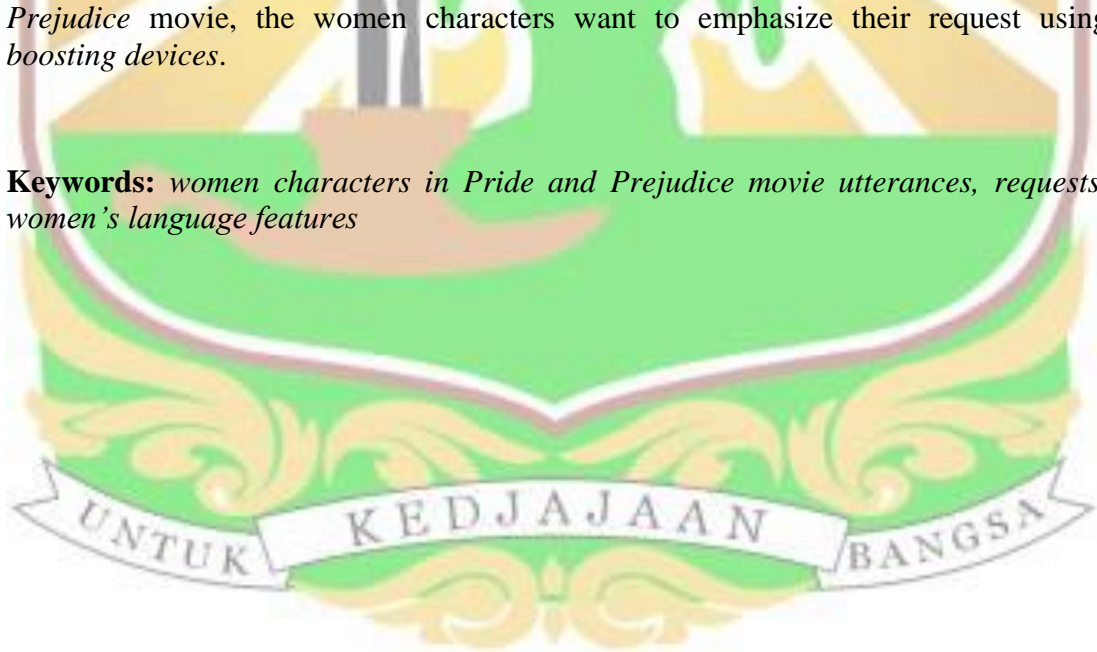 Prejudice movie, the women characters want to emphasize their request using
boosting devices.
Keywords: women characters in Pride and Prejudice movie utterances, requests
women's language features
UNTUK KEDJAJAAN BANGSA